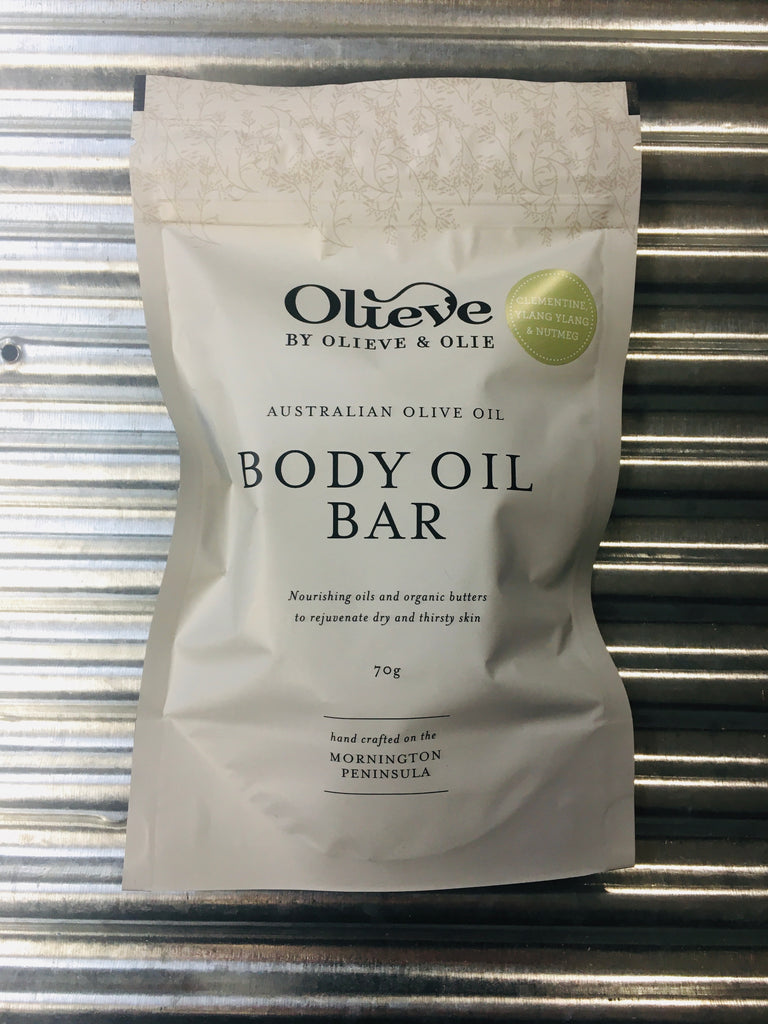 Olieve
BY OLIEVE & OLIE
CLEMENTINE,
YLANG YLANG
& NUTMEG
AUSTRALIAN OLIVE OIL
BODY OIL
BAR
Nourishing oils and organic butters
to rejuvenate dry and thirsty skin
70g
hand crafted on the
MORNINGTON
PENINSULA